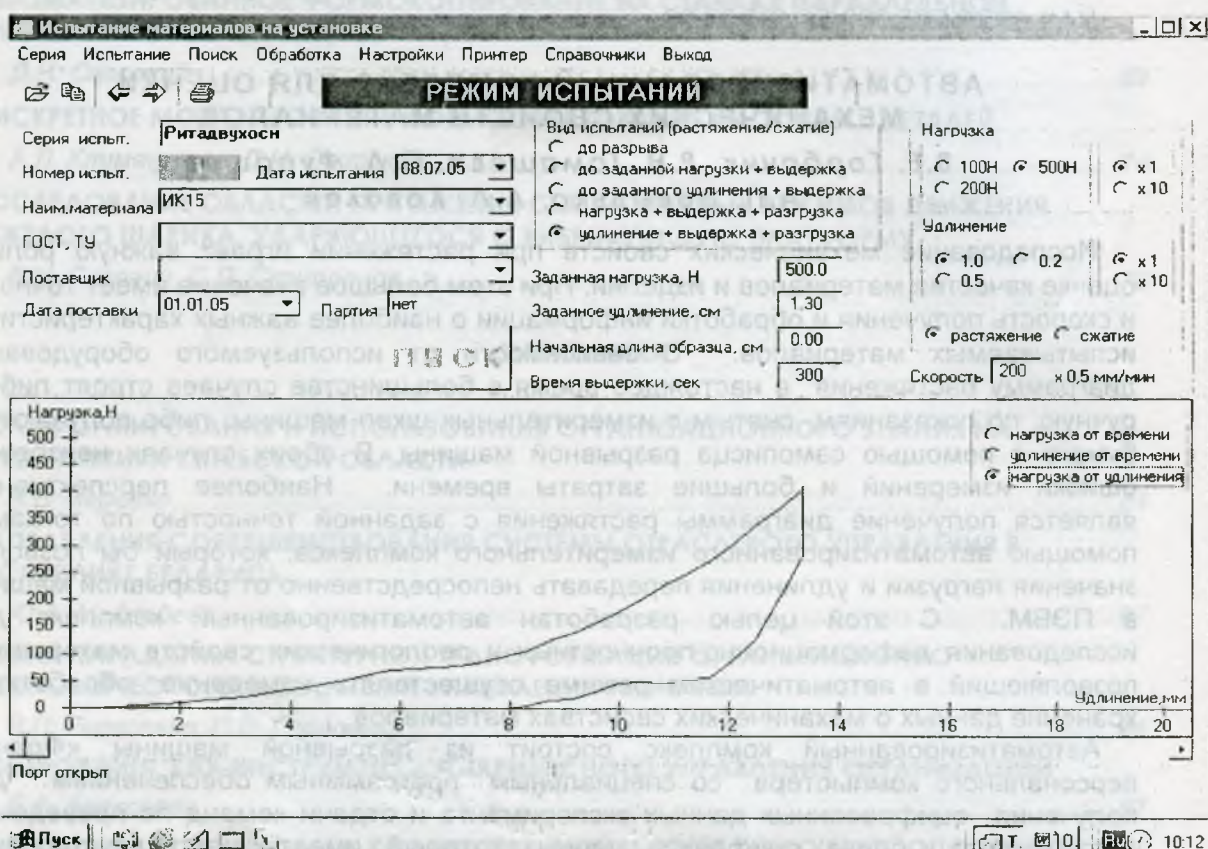 Испытание материалов на установке
Серия Испытание Поиск Обработка Настройки Принтер Справочники Выход
РЕЖИМ ИСПЫТАНИЙ
Серия испыт. Ритадвухосн
Номер испыт. Дата испытания 08.07.05
Наим.материала ИК15
ГОСТ, ТУ
Поставщик
Дата поставки 01.01.05 Партия нет
ПУСК
Вид испытаний (растяжение/сжатие)
до разрыва
до заданной нагрузки + выдержка
до заданного удлинения + выдержка
нагрузка + выдержка + разгрузка
удлинение + выдержка + разгрузка
Заданная нагрузка, Н 500.0
Заданное удлинение, см 1.30
Начальная длина образца, см 0.00
Время выдержки, сек 300
Нагрузка
100Н 500Н x 1
200Н x 10
Удлинение
1.0 0.2 x 1
0.5 x 10
растяжение сжатие
Скорость 200 x 0,5 мм/мин
Нагрузка,Н
500
450
400
350
300
250
200
150
100
50
0
0 2 4 6 8 10 12 14 16 18 20
Удлинение,мм
нагрузка от времени
удлинение от времени
нагрузка от удлинения
Порт открыт
Пуск Т. 10. Ru 10:12